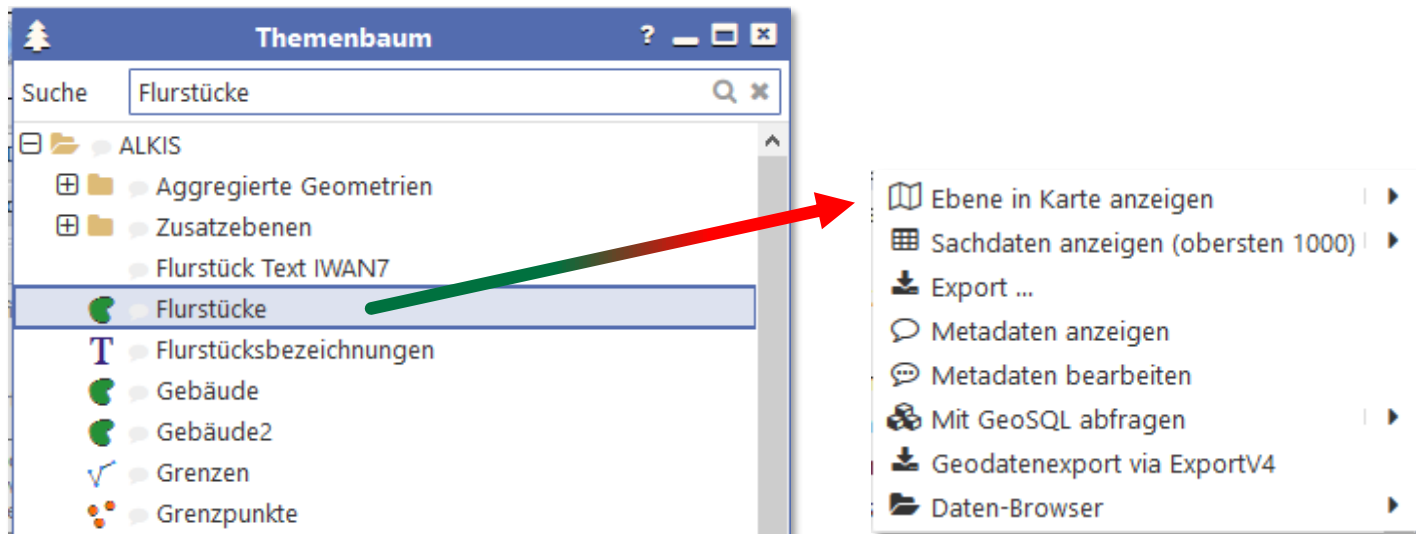 Themenbaum ?
Suche Flurstücke
ALKIS
Aggregierte Geometrien
Zusatzebenen
Flurstück Text IWAN7
Flurstücke
T Flurstücksbezeichnungen
Gebäude
Gebäude2
Grenzen
Grenzpunkte
Ebene in Karte anzeigen
Sachdaten anzeigen (obersten 1000)
Export ...
Metadaten anzeigen
Metadaten bearbeiten
Mit GeoSQL abfragen
Geodatenexport via ExportV4
Daten-Browser